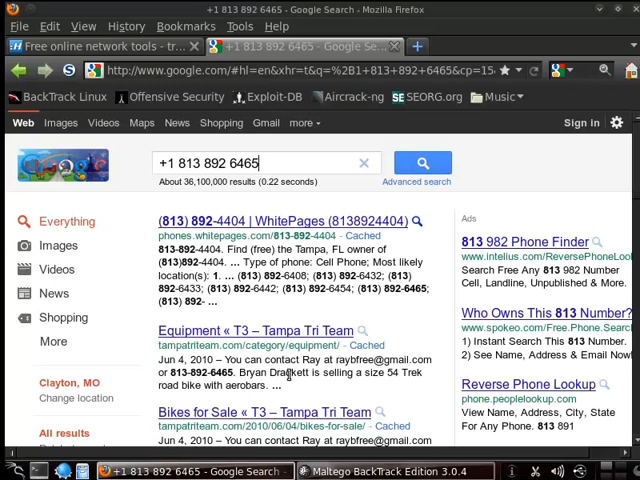 +1 813 892 6465 - Google Search - Mozilla Firefox
File Edit View History Bookmarks Tools Help
Free online network tools - tr... +1 813 892 6465 - Google Se...
http://www.google.com/#hl=en&xhr=t&q=%2B1+813+892+6465&cp=15
BackTrack Linux Offensive Security Exploit-DB Aircrack-ng SEORG.org Music
Web Images Videos Maps News Shopping Gmail more Sign in
Google
+1 813 892 6465
About 36,100,000 results (0.22 seconds) Advanced search
Everything
Images
Videos
News
Shopping
More
Clayton, MO
Change location
All results
(813) 892-4404 | WhitePages (8138924404)
phones.whitepages.com/813-892-4404 - Cached
813-892-4404. Find (free) the Tampa, FL owner of
(813)892-4404. ... Type of phone: Cell Phone; Most likely
location(s): 1. ... (813) 892-6408; (813) 892-6432; (813)
892-6433; (813) 892-6442; (813) 892-6454; (813) 892-6465;
(813) 892- ...
Equipment « T3 – Tampa Tri Team
tampatriteam.com/category/equipment/ - Cached
Jun 4, 2010 – You can contact Ray at raybfree@gmail.com
or 813-892-6465. Bryan Drackett is selling a size 54 Trek
road bike with aerobars. ...
Bikes for Sale « T3 – Tampa Tri Team
tampatriteam.com/2010/06/04/bikes-for-sale/ - Cached
Jun 4, 2010 – You can contact Ray at raybfree@gmail.com
Ads
813 982 Phone Finder
www.intelius.com/ReversePhoneLoo
Search Free Any 813 982 Number
Cell, Landline, Unpublished & More.
Who Owns This 813 Number?
www.spokeo.com/Free.Phone.Searc
1) Instant Search This 813 Number
2) See Name, Address, Online Info.
Reverse Phone Lookup
phone.peoplelookup.com
View Name, Address, City, State
For Any Phone. 813 891
+1 813 892 6465 - Google Search - Maltego BackTrack Edition 3.0.4